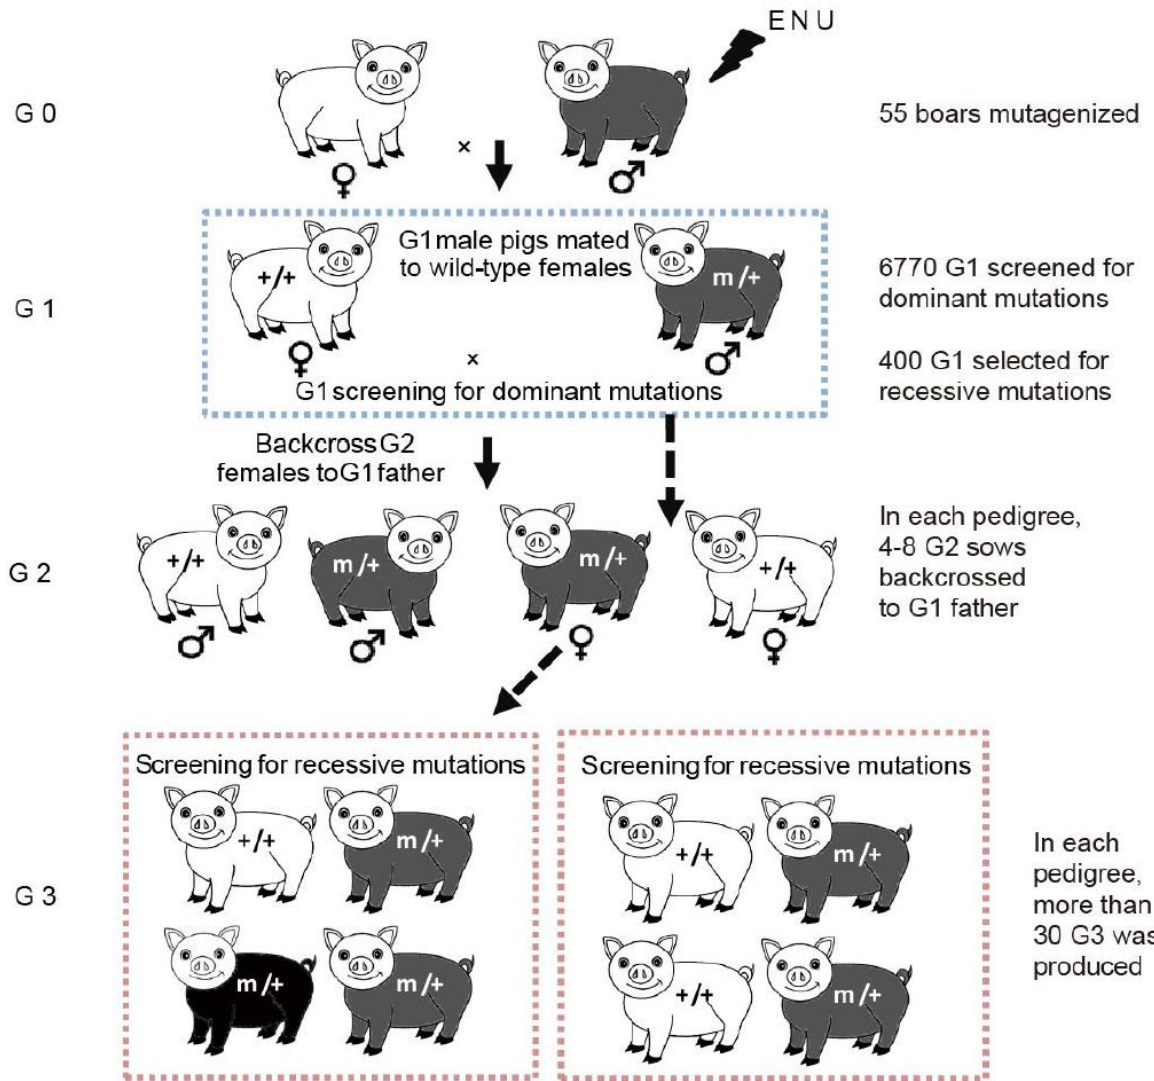 ENU
G 0
×
55 boars mutagenized
♀
♂
G1 male pigs mated
to wild-type females
+/+
m/+
G 1
6770 G1 screened for
dominant mutations
♀
×
♂
400 G1 selected for
recessive mutations
G1 screening for dominant mutations
Backcross G2
females to G1 father
G 2
+/+
m/+
m/+
+/+
In each pedigree,
4-8 G2 sows
backcrossed
to G1 father
♂
♂
♀
♀
Screening for recessive mutations
Screening for recessive mutations
+/+
m/+
+/+
m/+
G 3
In each
pedigree,
more than
30 G3 was
produced
m/+
m/+
+/+
m/+